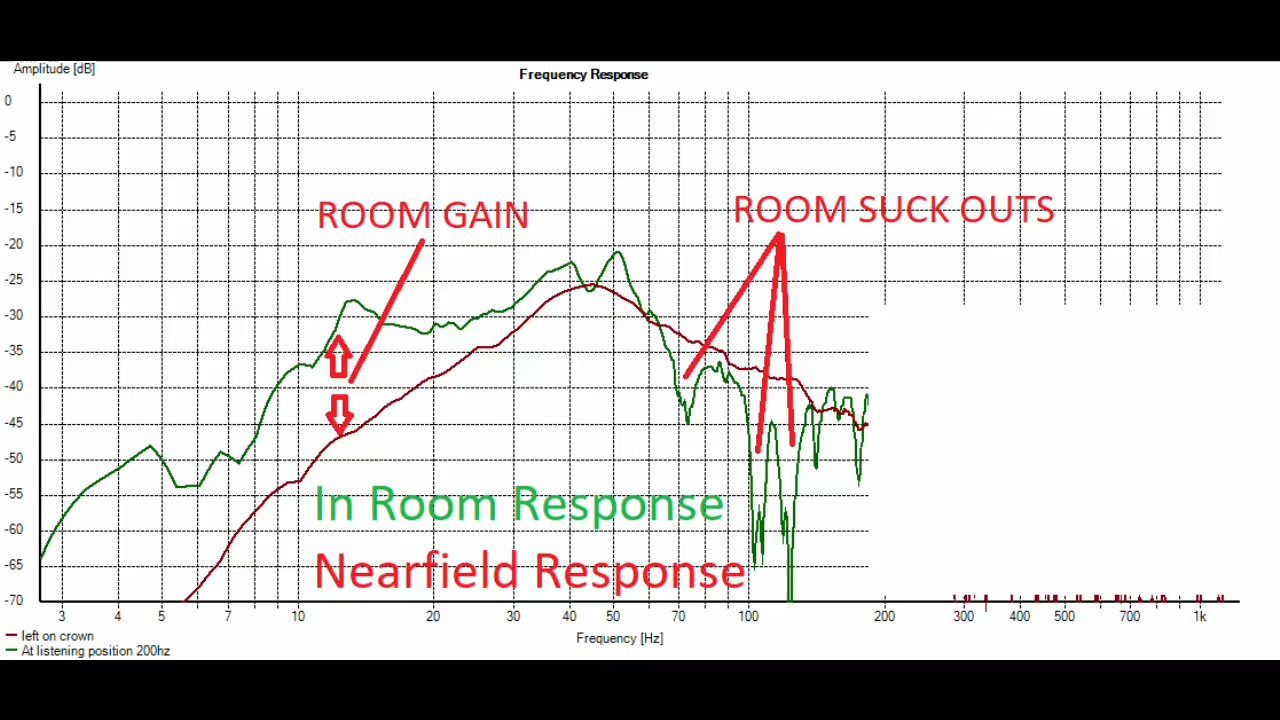 Amplitude [dB]
Frequency Response
0
-5
-10
-15
ROOM GAIN
ROOM SUCK OUTS
-20
-25
-30
-35
-40
-45
-50
-55
In Room Response
-60
-65
Nearfield Response
-70
3 4 5 7 10 20 30 40 50 70 100 200 300 400 500 700 1k
Frequency [Hz]
left on crown
At listening position 200hz